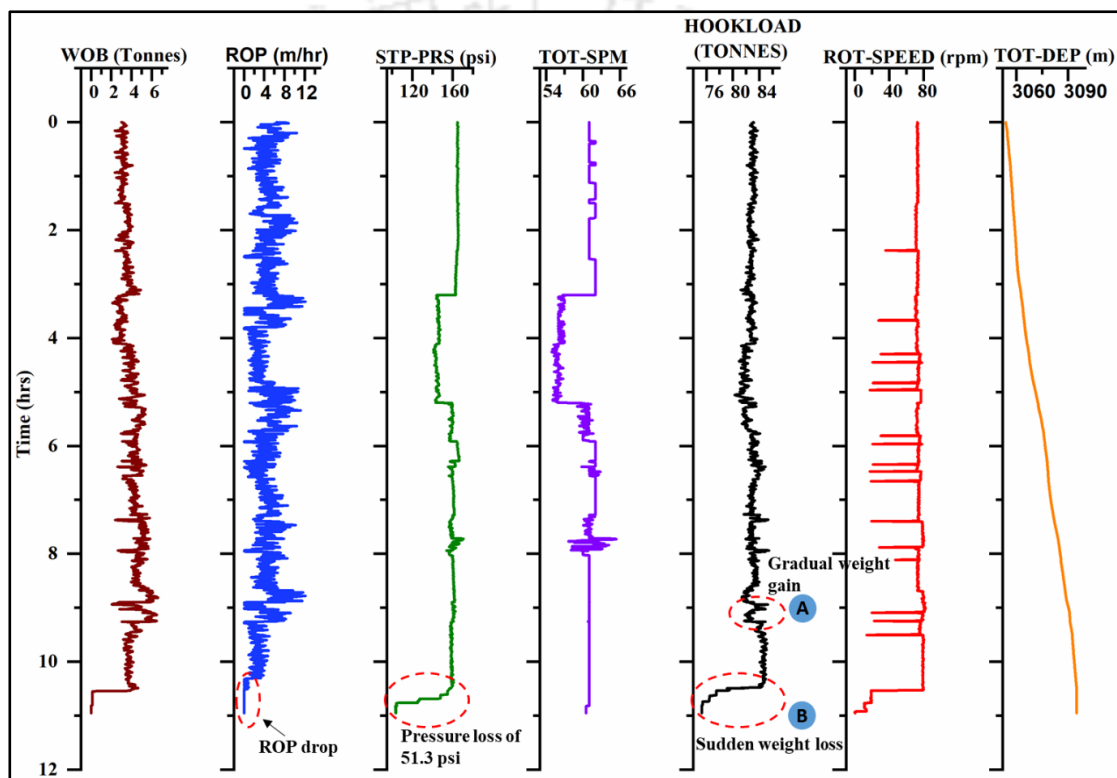 HOOKLOAD
WOB (Tonnes) ROP (m/hr) STP-PRS (psi) TOT-SPM (TONNES) ROT-SPEED (rpm) TOT-DEP (m)
0 2 4 6 0 4 8 12 120 160 54 60 66 76 80 84 0 40 80 3060 3090
0
2
4
6
8
10
12
Time (hrs)
Gradual weight
gain
A
B
ROP drop
Pressure loss of
51.3 psi
Sudden weight loss